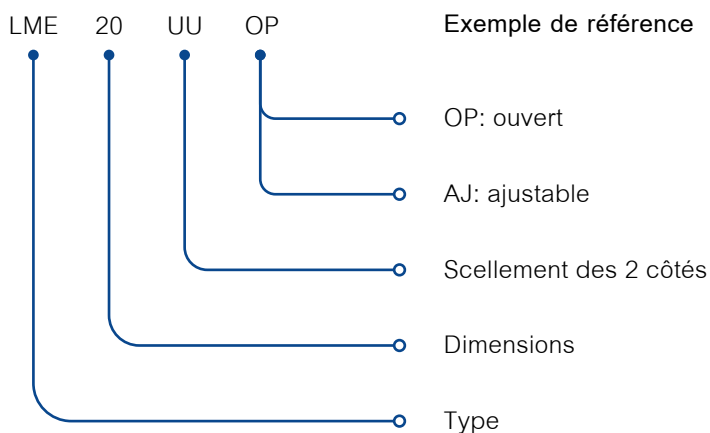 LME 20 UU OP Exemple de référence
OP: ouvert
AJ: ajustable
Scellement des 2 côtés
Dimensions
Type